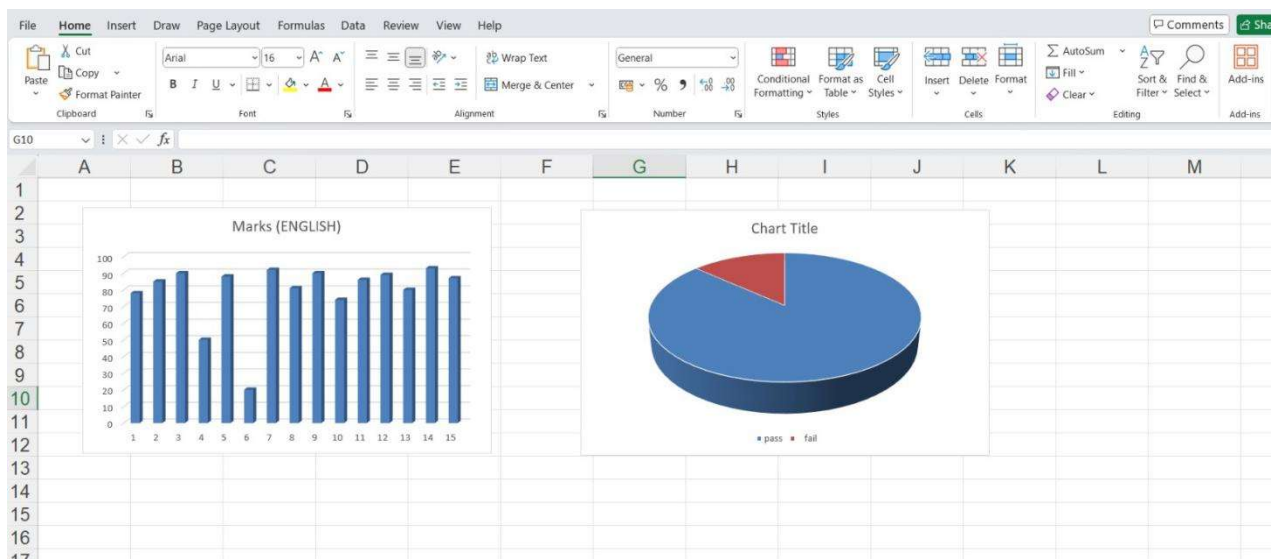 File Home Insert Draw Page Layout Formulas Data Review View Help
Comments Sha
Cut
Copy
Format Painter
Paste
Clipboard
Arial 16 A^ A˅
B I U A
Font
Wrap Text
Merge & Center
Alignment
General
% 9
Number
Conditional Formatting
Format as Table
Cell Styles
Styles
Insert Delete Format
Cells
AutoSum
Fill
Clear
Sort & Filter
Find & Select
Editing
Add-ins
Add-ins
G10 fx
A B C D E F G H I J K L M
1
2
3
4
5
6
7
8
9
10
11
12
13
14
15
16
17
Marks (ENGLISH)
100
90
80
70
60
50
40
30
20
10
0
1 2 3 4 5 6 7 8 9 10 11 12 13 14 15
Chart Title
pass fail